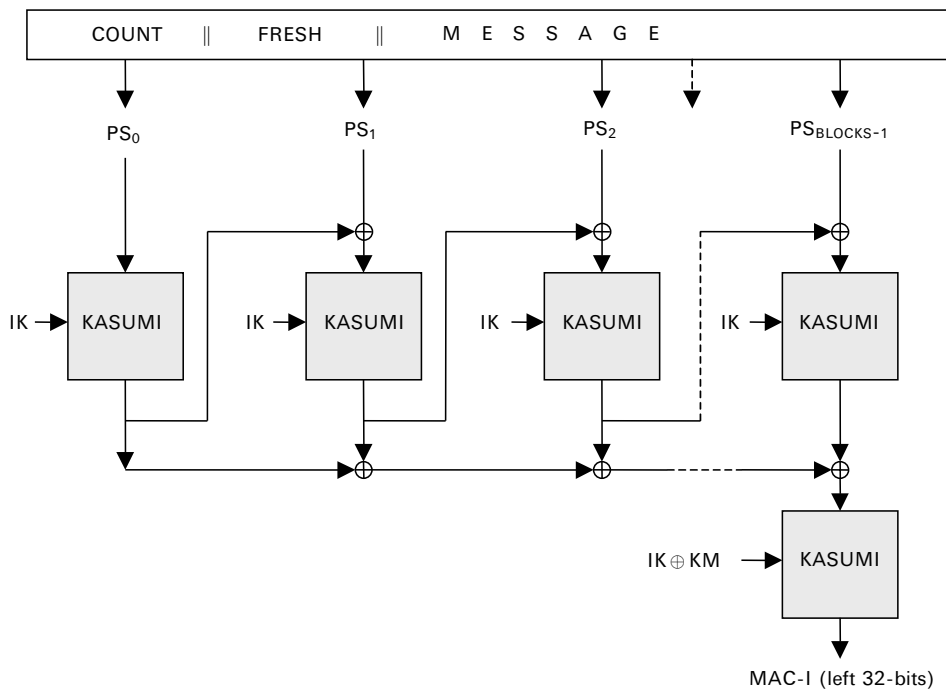 COUNT || FRESH || M E S S A G E
PS₀ PS₁ PS₂ PS_BLOCKS-1
IK KASUMI IK KASUMI IK KASUMI IK KASUMI
IK ⊕ KM KASUMI
MAC-I (left 32-bits)